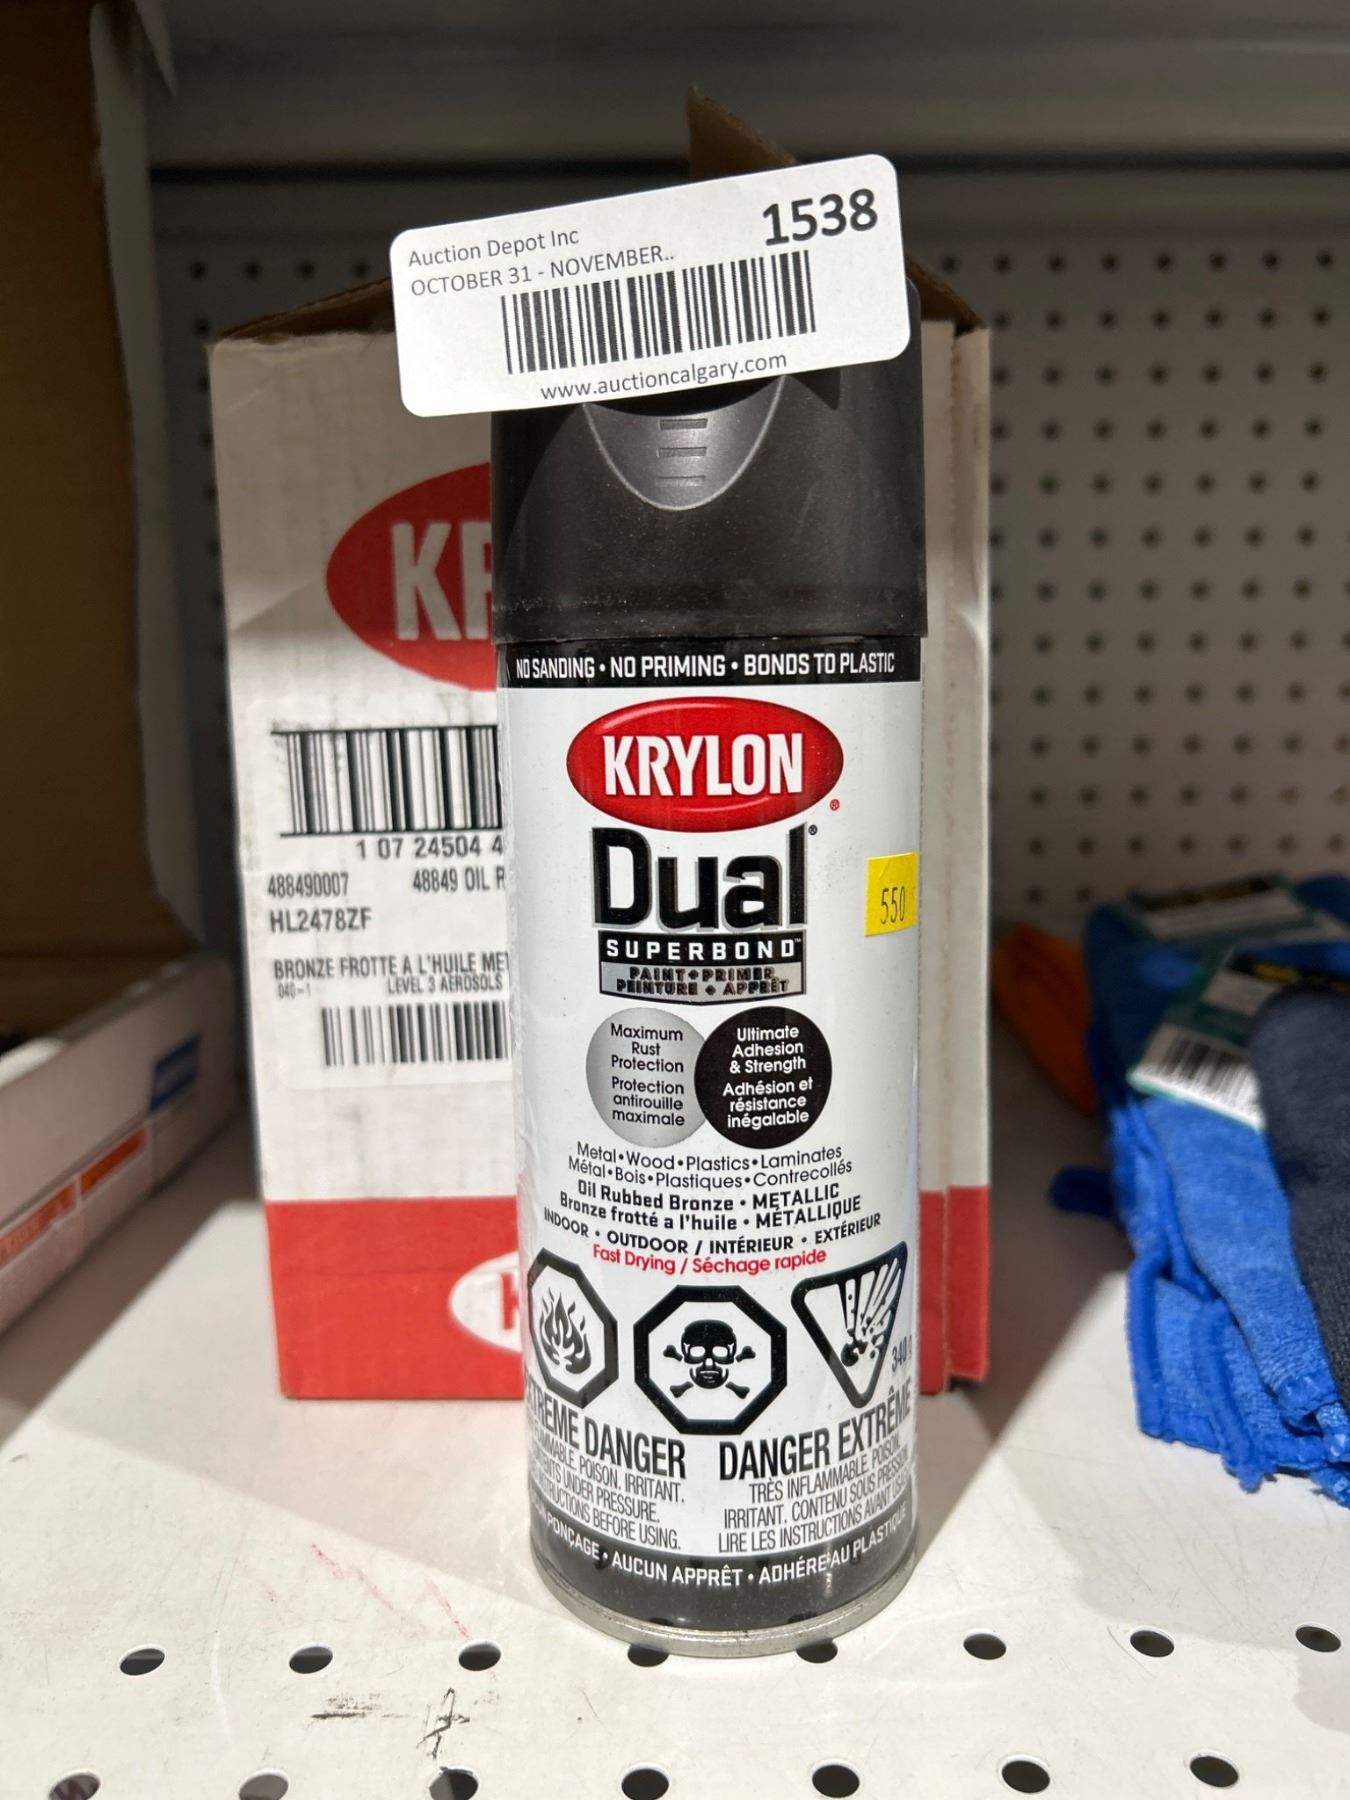 Auction Depot Inc
1538
OCTOBER 31 - NOVEMBER..
www.auctioncalgary.com
NO SANDING • NO PRIMING • BONDS TO PLASTIC
KRYLON®
Dual®
SUPERBOND™
PAINT + PRIMER
PEINTURE + APPRÊT
550
Maximum
Rust
Protection
Protection
antirouille
maximale
Ultimate
Adhesion
& Strength
Adhésion et
résistance
inégalable
Metal • Wood • Plastics • Laminates
Métal • Bois • Plastiques • Contrecollés
Oil Rubbed Bronze • METALLIC
Bronze frotté a l'huile • MÉTALLIQUE
INDOOR • OUTDOOR / INTÉRIEUR • EXTÉRIEUR
Fast Drying / Séchage rapide
340 g
DANGER
POISON. IRRITANT.
UNDER PRESSURE.
BEFORE USING.
DANGER EXTRÊME
TRÈS INFLAMMABLE. POISON.
IRRITANT. CONTENU SOUS PRESSION.
LIRE LES INSTRUCTIONS AVANT
PONÇAGE • AUCUN APPRÊT • ADHÈRE AU PLASTIQUE
KR
1 07 24504 4
488490007
48849 OIL R
HL2478ZF
BRONZE FROTTE A L'HUILE MET
040-1
LEVEL 3 AEROSOLS
K